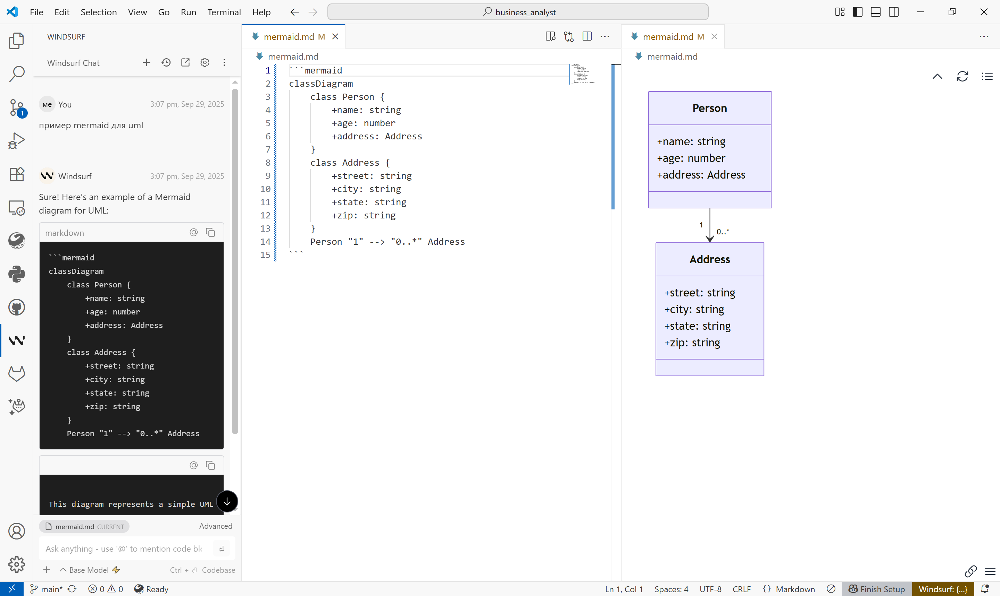 File Edit Selection View Go Run Terminal Help
business_analyst
WINDSURF
Windsurf Chat
ME You 3:07 pm, Sep 29, 2025
пример mermaid для uml
Windsurf 3:07 pm, Sep 29, 2025
Sure! Here's an example of a Mermaid
diagram for UML:
markdown @
```mermaid
classDiagram
    class Person {
        +name: string
        +age: number
        +address: Address
    }
    class Address {
        +street: string
        +city: string
        +state: string
        +zip: string
    }
    Person "1" --> "0..*" Address
@
This diagram represents a simple UML
mermaid.md CURRENT Advanced
Ask anything - use '@' to mention code blo
Base Model Ctrl + ⏎ Codebase
mermaid.md M
mermaid.md
1 ```mermaid
2 classDiagram
3     class Person {
4         +name: string
5         +age: number
6         +address: Address
7     }
8     class Address {
9         +street: string
10         +city: string
11         +state: string
12         +zip: string
13     }
14     Person "1" --> "0..*" Address
15 ```
mermaid.md M
mermaid.md
Person
+name: string
+age: number
+address: Address
1
0..*
Address
+street: string
+city: string
+state: string
+zip: string
1
main* 0 0 Ready Ln 1, Col 1 Spaces: 4 UTF-8 CRLF {} Markdown Finish Setup Windsurf: {...}